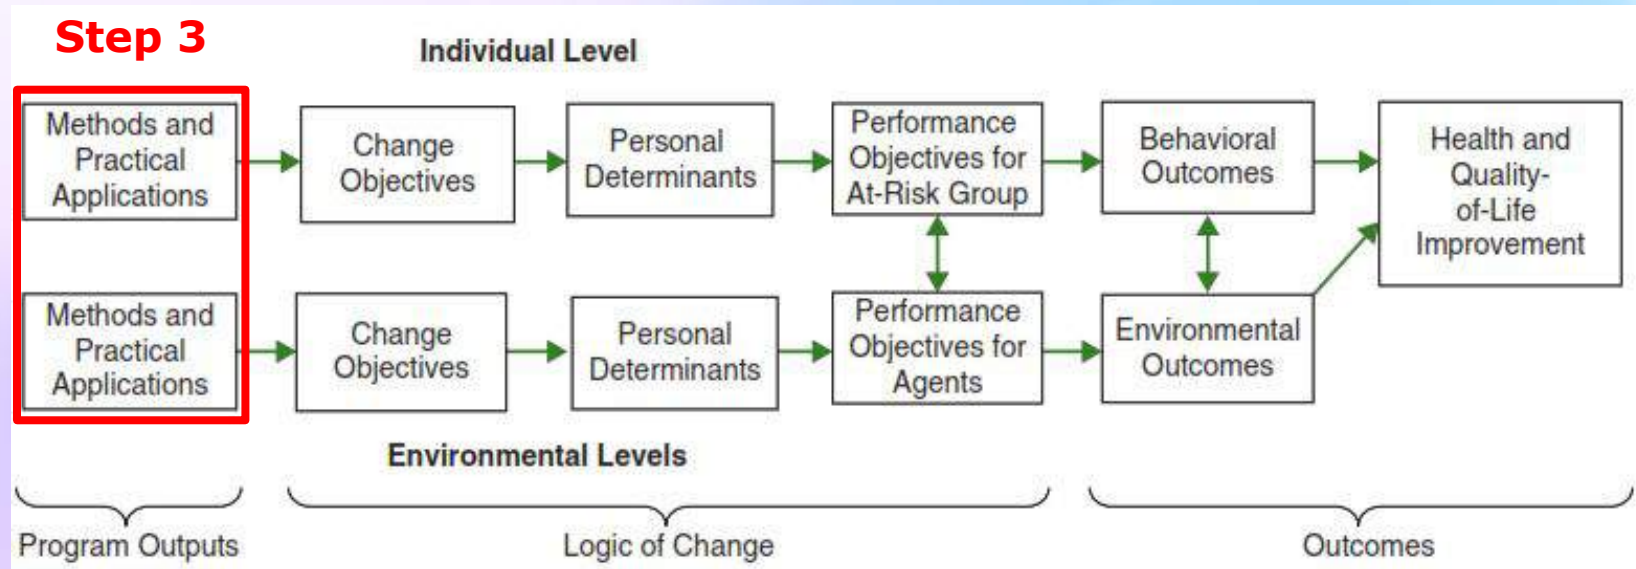 Step 3
Individual Level
Methods and
Practical
Applications
Change
Objectives
Personal
Determinants
Performance
Objectives for
At-Risk Group
Behavioral
Outcomes
Health and
Quality-
of-Life
Improvement
Methods and
Practical
Applications
Change
Objectives
Personal
Determinants
Performance
Objectives for
Agents
Environmental
Outcomes
Environmental Levels
Program Outputs
Logic of Change
Outcomes